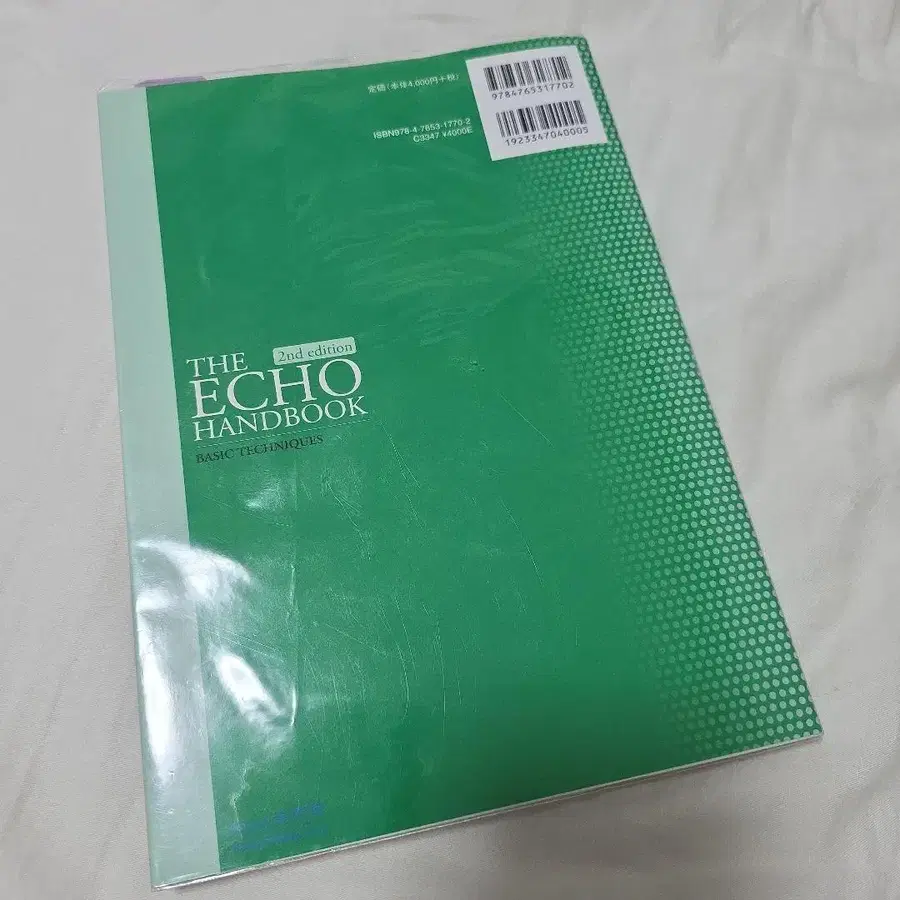 定価（本体4,000円+税）
9784765317702
ISBN978-4-7653-1770-2
C3347 ¥4000E
1923347040005
2nd edition
THE
ECHO
HANDBOOK
BASIC TECHNIQUES